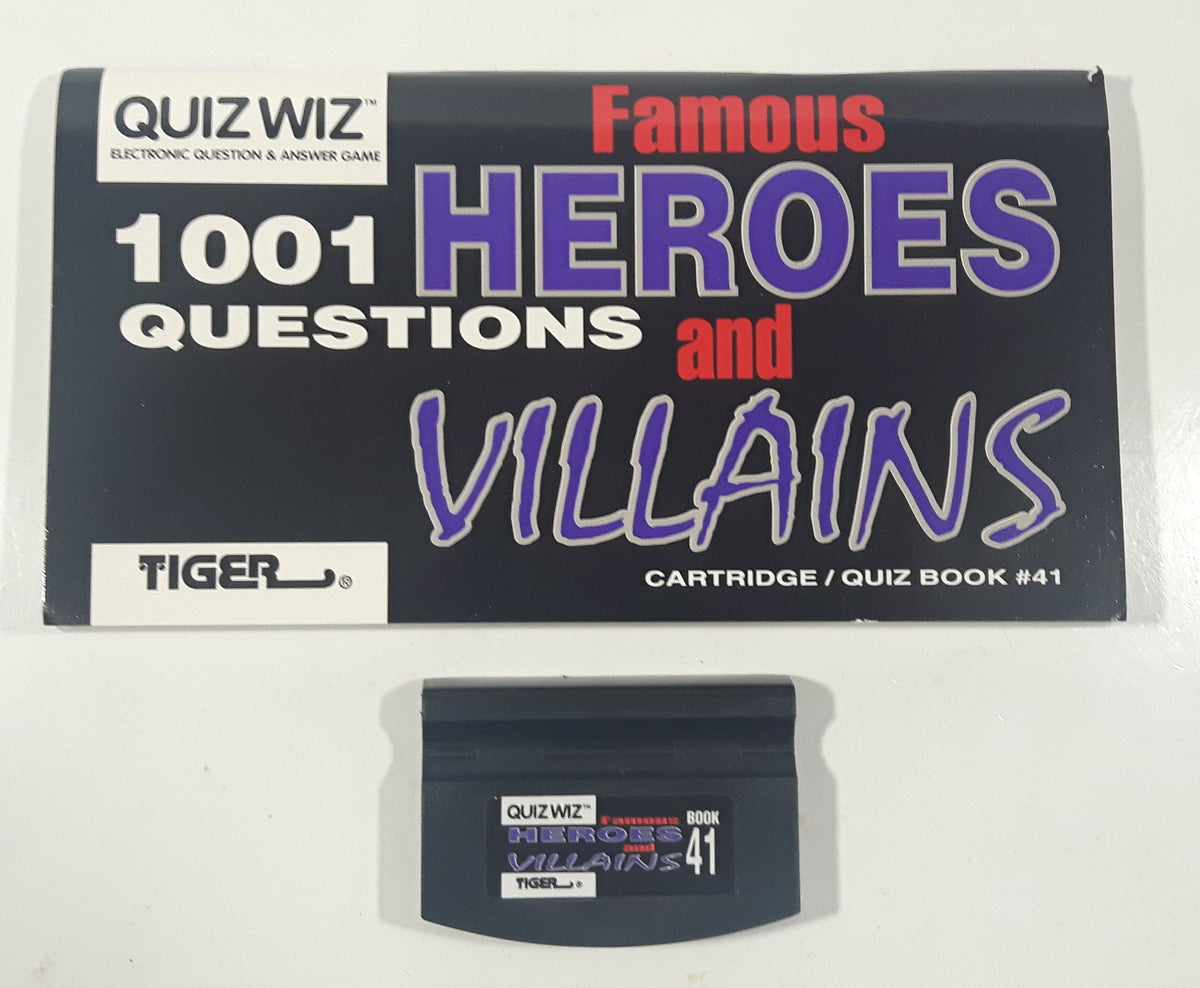 QUIZ WIZ™
ELECTRONIC QUESTION & ANSWER GAME
1001
QUESTIONS
Famous
HEROES
and
VILLAINS
TIGER®
CARTRIDGE / QUIZ BOOK #41
QUIZ WIZ™
Famous
HEROES
and
VILLAINS
BOOK
41
TIGER®